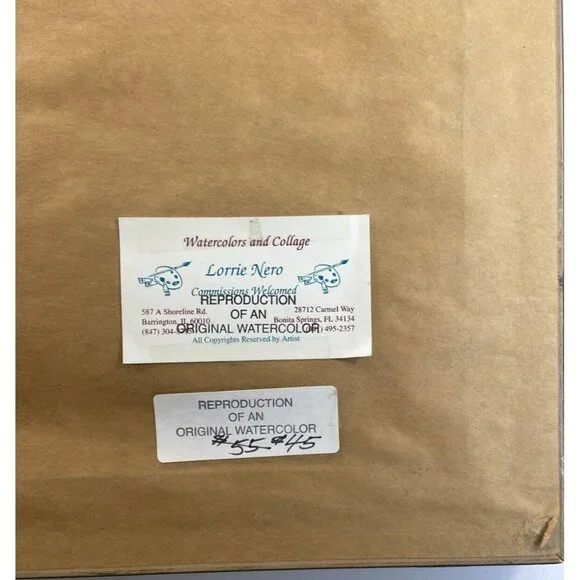 Watercolors and Collage
Lorrie Nero
Commissions Welcomed
REPRODUCTION
587 A Shoreline Rd. 28712 Carmel Way
OF AN
Barrington, IL 60010 Bonita Springs, FL 34134
ORIGINAL WATERCOLOR
(847) 304- 495-2357
All Copyrights Reserved by Artist
REPRODUCTION
OF AN
ORIGINAL WATERCOLOR
$55 $45